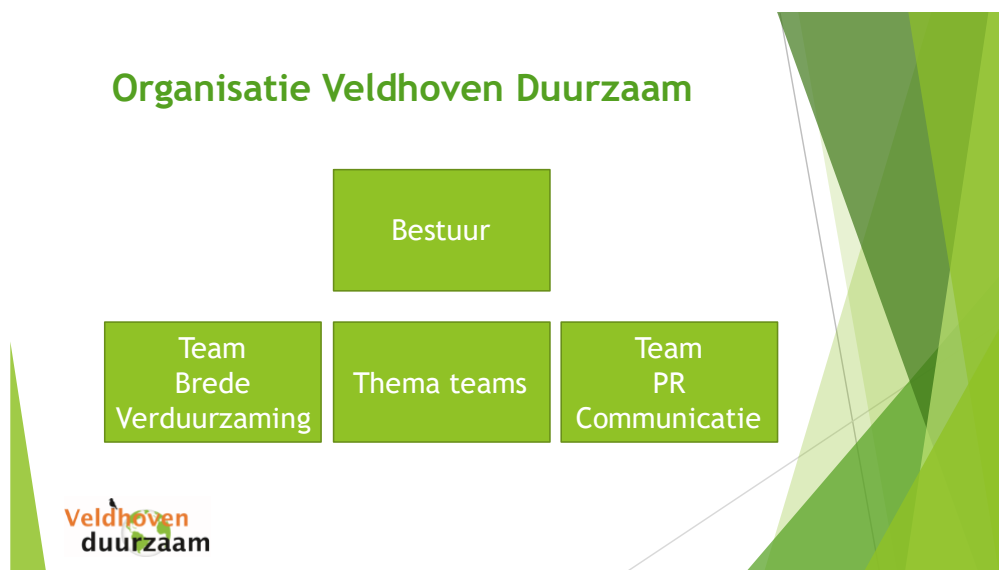 Organisatie Veldhoven Duurzaam
Bestuur
Team
Brede
Verduurzaming
Thema teams
Team
PR
Communicatie
Veldhoven
duurzaam